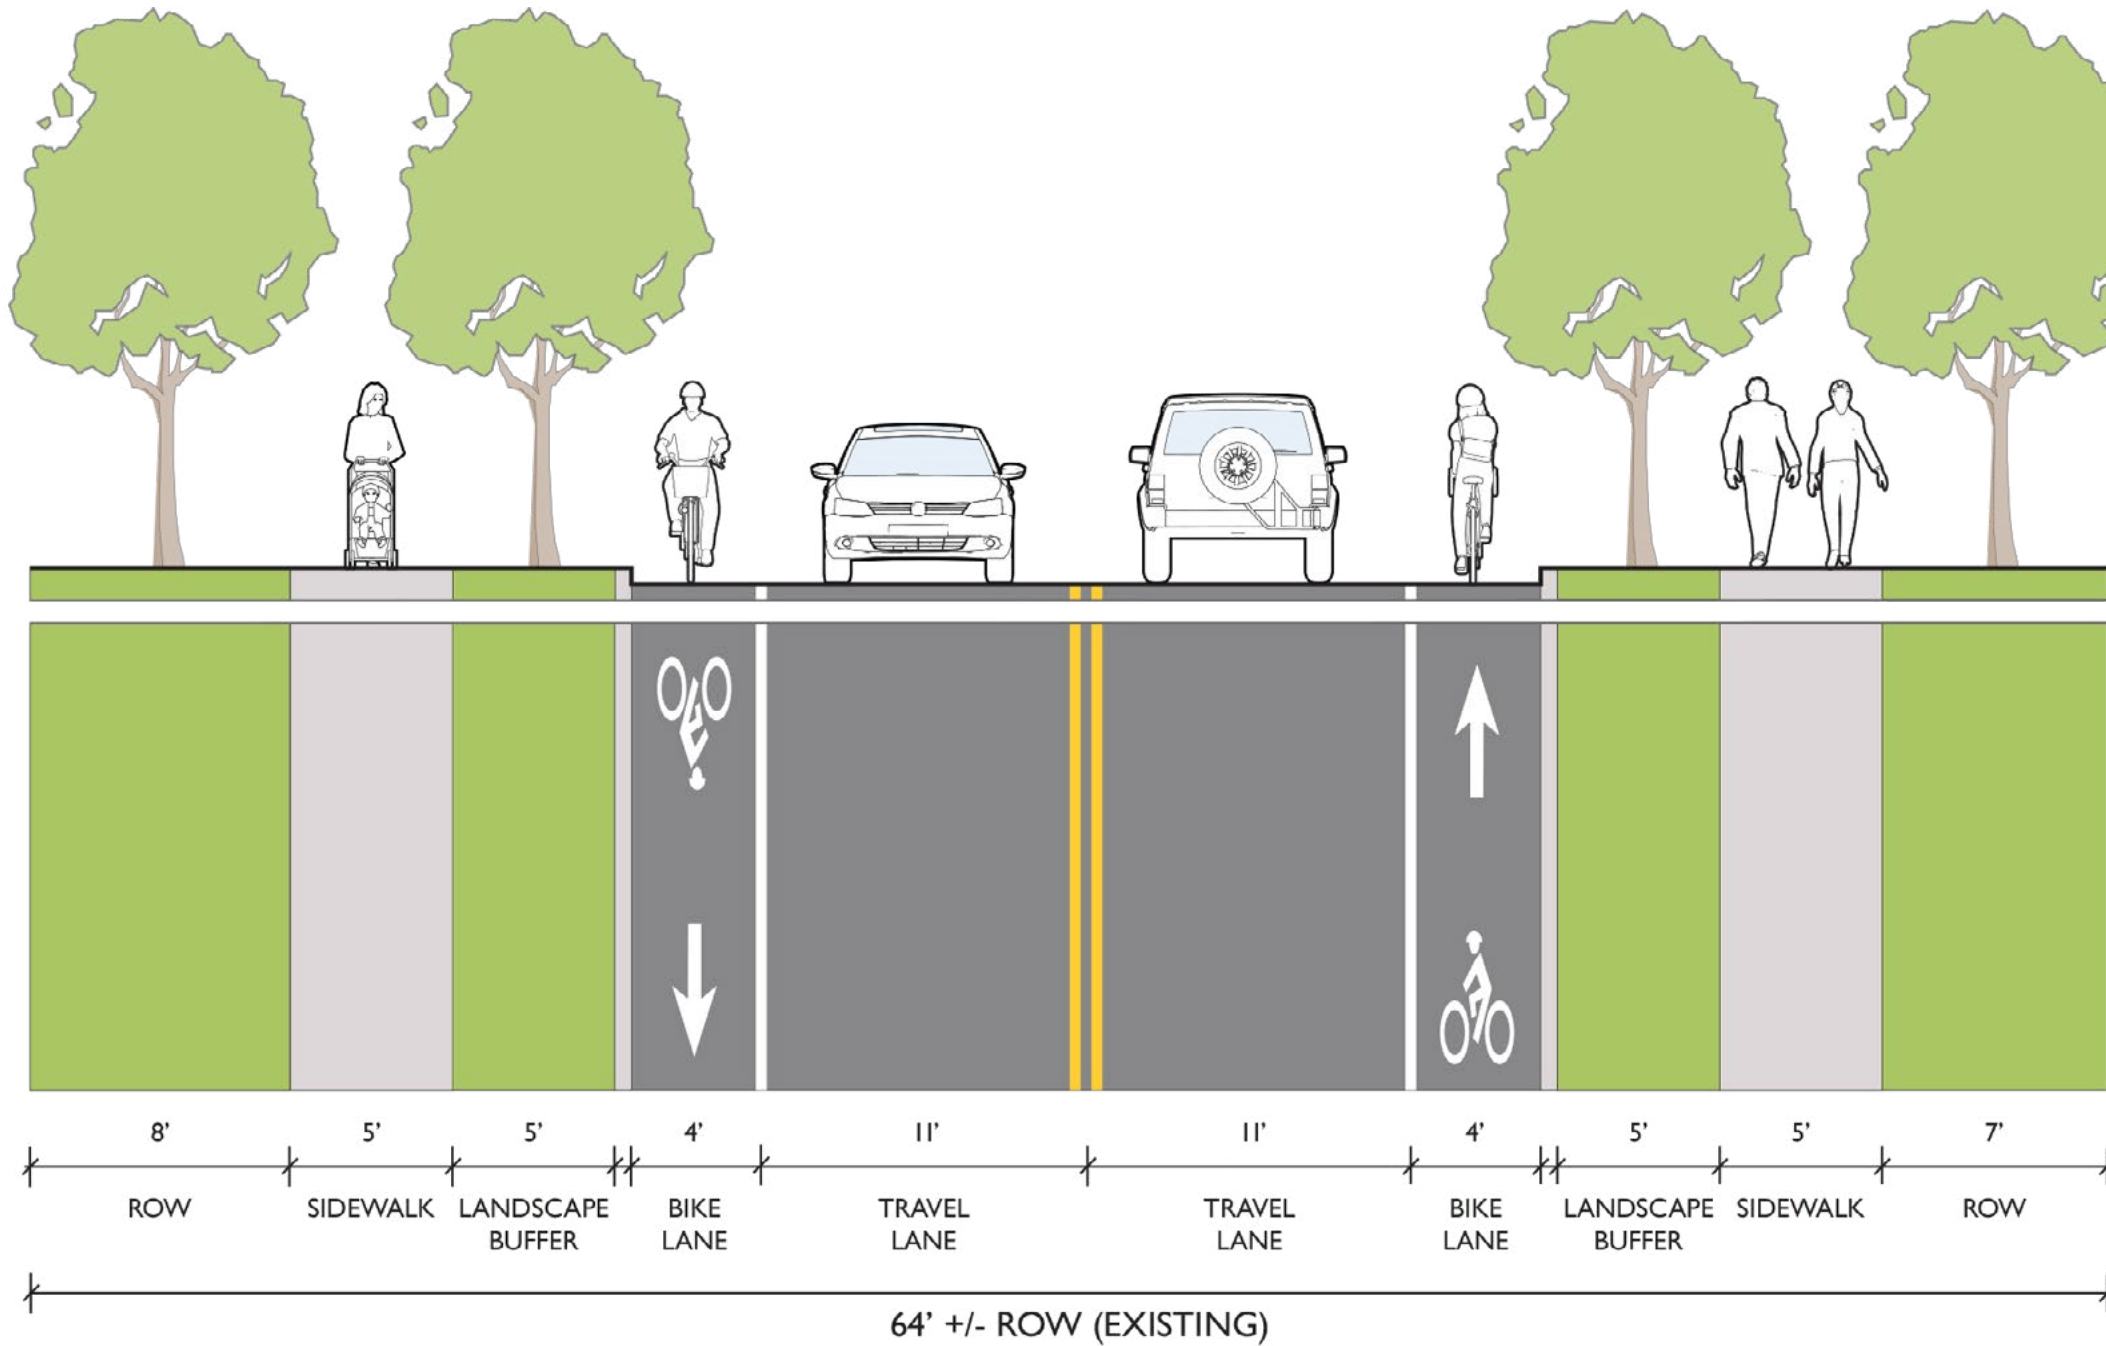 8’ 5’ 5’ 4’ 11’ 11’ 4’ 5’ 5’ 7’
ROW SIDEWALK LANDSCAPE BIKE TRAVEL TRAVEL BIKE LANDSCAPE SIDEWALK ROW
BUFFER LANE LANE LANE LANE BUFFER
64’ +/- ROW (EXISTING)